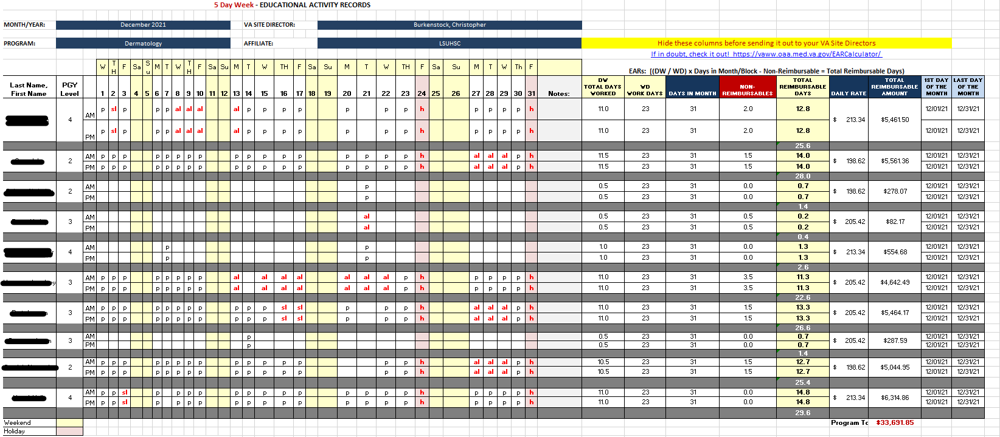 5 Day Week - EDUCATIONAL ACTIVITY RECORDS
MONTH/YEAR: December 2021 VA SITE DIRECTOR: Burkenstock, Christopher
PROGRAM: Dermatology AFFILIATE: LSUHSC Hide these columns before sending it out to your VA Site Directors
If in doubt, check it out! https://vaww.oaa.med.va.gov/EARCalculator/
W TH F Sa Su M T W TH F Sa Su M T W TH F Sa Su M T W TH F Sa Su M T W Th F EARs: [(DW / WD) x Days in Month/Block - Non-Reimbursable = Total Reimbursable Days)
Last Name, First Name PGY Level 1 2 3 4 5 6 7 8 9 10 11 12 13 14 15 16 17 18 19 20 21 22 23 24 25 26 27 28 29 30 31 Notes: DW TOTAL DAYS WORKED WD WORK DAYS DAYS IN MONTH NON-REIMBURSABLES TOTAL REIMBURSABLE DAYS DAILY RATE TOTAL REIMBURSABLE AMOUNT 1ST DAY OF THE MONTH LAST DAY OF THE MONTH
4 AM p sl p p p al al al al p p p p p p p h p p p p h 11.0 23 31 2.0 12.8 $ 213.34 $5,461.50 12/01/21 12/31/21
PM p sl p p p al al al al p p p p p p p h p p p p h 11.0 23 31 2.0 12.8 12/01/21 12/31/21
25.6
2 AM p p p p p p p p p p p p p p p p p h al al al p h 11.5 23 31 1.5 14.0 $ 198.62 $5,561.36 12/01/21 12/31/21
PM p p p p p p p p p p p p p p p p p h al al al p h 11.5 23 31 1.5 14.0 12/01/21 12/31/21
28.0
2 AM p 0.5 23 31 0.0 0.7 $ 198.62 $278.07 12/01/21 12/31/21
PM p 0.5 23 31 0.0 0.7 12/01/21 12/31/21
1.4
3 AM al 0.5 23 31 0.5 0.2 $ 205.42 $82.17 12/01/21 12/31/21
PM al 0.5 23 31 0.5 0.2 12/01/21 12/31/21
0.4
4 AM p p 1.0 23 31 0.0 1.3 $ 213.34 $554.68 12/01/21 12/31/21
PM p p 1.0 23 31 0.0 1.3 12/01/21 12/31/21
2.6
3 AM p p p p p p p p al al al al al al al p h p p p p h 11.0 23 31 3.5 11.3 $ 205.42 $4,642.49 12/01/21 12/31/21
PM p p p p p p p p al al al al al al al p h p p p p h 11.0 23 31 3.5 11.3 12/01/21 12/31/21
22.6
3 AM p p p p p p p p p p p sl sl p p p h al al al p h 11.0 23 31 1.5 13.3 $ 205.42 $5,464.17 12/01/21 12/31/21
PM p p p p p p p p p p p sl sl p p p h al al al p h 11.0 23 31 1.5 13.3 12/01/21 12/31/21
26.6
3 AM p 0.5 23 31 0.0 0.7 $ 205.42 $287.59 12/01/21 12/31/21
PM p 0.5 23 31 0.0 0.7 12/01/21 12/31/21
1.4
2 AM p p p p p p p p p p p p p p p h al al al p h 10.5 23 31 1.5 12.7 $ 198.62 $5,044.95 12/01/21 12/31/21
PM p p p p p p p p p p p p p p p h al al al p h 10.5 23 31 1.5 12.7 12/01/21 12/31/21
25.4
4 AM p p sl p p p p p p p p p p p p p h p p p p h 11.0 23 31 0.0 14.8 $ 213.34 $6,314.86 12/01/21 12/31/21
PM p p sl p p p p p p p p p p p p p h p p p p h 11.0 23 31 0.0 14.8 12/01/21 12/31/21
29.6
Weekend Program Tc $33,691.85
Holiday